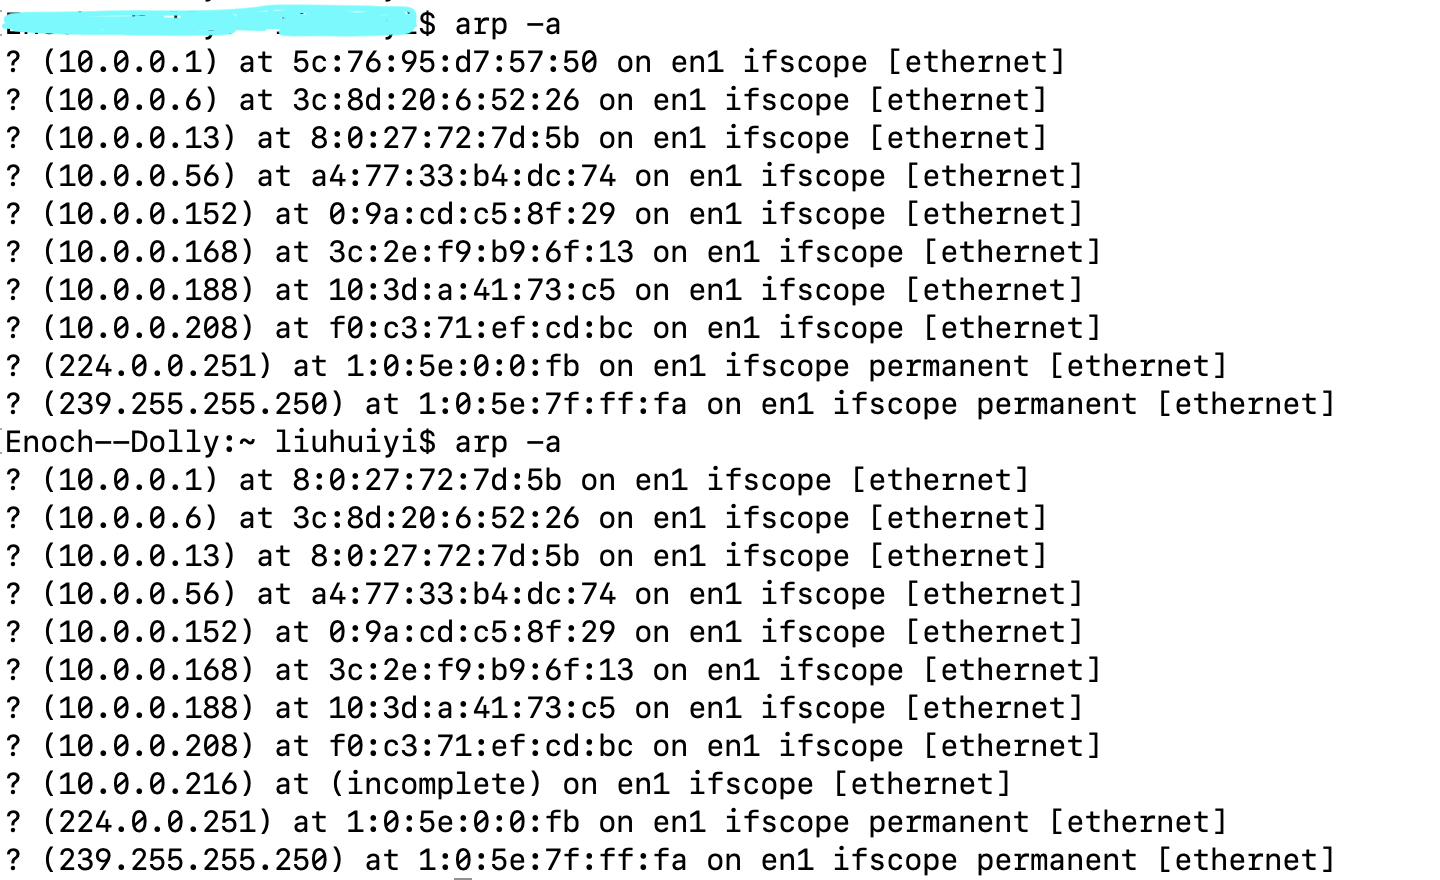 $ arp -a
? (10.0.0.1) at 5c:76:95:d7:57:50 on en1 ifscope [ethernet]
? (10.0.0.6) at 3c:8d:20:6:52:26 on en1 ifscope [ethernet]
? (10.0.0.13) at 8:0:27:72:7d:5b on en1 ifscope [ethernet]
? (10.0.0.56) at a4:77:33:b4:dc:74 on en1 ifscope [ethernet]
? (10.0.0.152) at 0:9a:cd:c5:8f:29 on en1 ifscope [ethernet]
? (10.0.0.168) at 3c:2e:f9:b9:6f:13 on en1 ifscope [ethernet]
? (10.0.0.188) at 10:3d:a:41:73:c5 on en1 ifscope [ethernet]
? (10.0.0.208) at f0:c3:71:ef:cd:bc on en1 ifscope [ethernet]
? (224.0.0.251) at 1:0:5e:0:0:fb on en1 ifscope permanent [ethernet]
? (239.255.255.250) at 1:0:5e:7f:ff:fa on en1 ifscope permanent [ethernet]
Enoch--Dolly:~ liuhuiyi$ arp -a
? (10.0.0.1) at 8:0:27:72:7d:5b on en1 ifscope [ethernet]
? (10.0.0.6) at 3c:8d:20:6:52:26 on en1 ifscope [ethernet]
? (10.0.0.13) at 8:0:27:72:7d:5b on en1 ifscope [ethernet]
? (10.0.0.56) at a4:77:33:b4:dc:74 on en1 ifscope [ethernet]
? (10.0.0.152) at 0:9a:cd:c5:8f:29 on en1 ifscope [ethernet]
? (10.0.0.168) at 3c:2e:f9:b9:6f:13 on en1 ifscope [ethernet]
? (10.0.0.188) at 10:3d:a:41:73:c5 on en1 ifscope [ethernet]
? (10.0.0.208) at f0:c3:71:ef:cd:bc on en1 ifscope [ethernet]
? (10.0.0.216) at (incomplete) on en1 ifscope [ethernet]
? (224.0.0.251) at 1:0:5e:0:0:fb on en1 ifscope permanent [ethernet]
? (239.255.255.250) at 1:0:5e:7f:ff:fa on en1 ifscope permanent [ethernet]